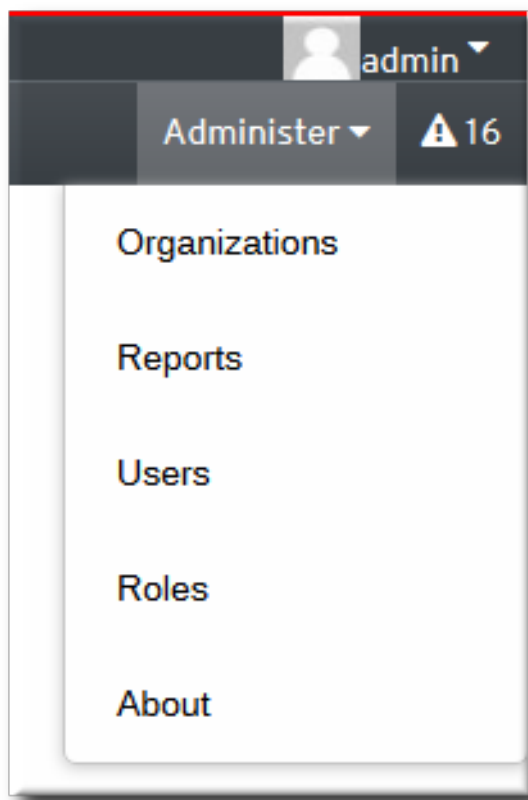 admin
Administer 16
Organizations
Reports
Users
Roles
About